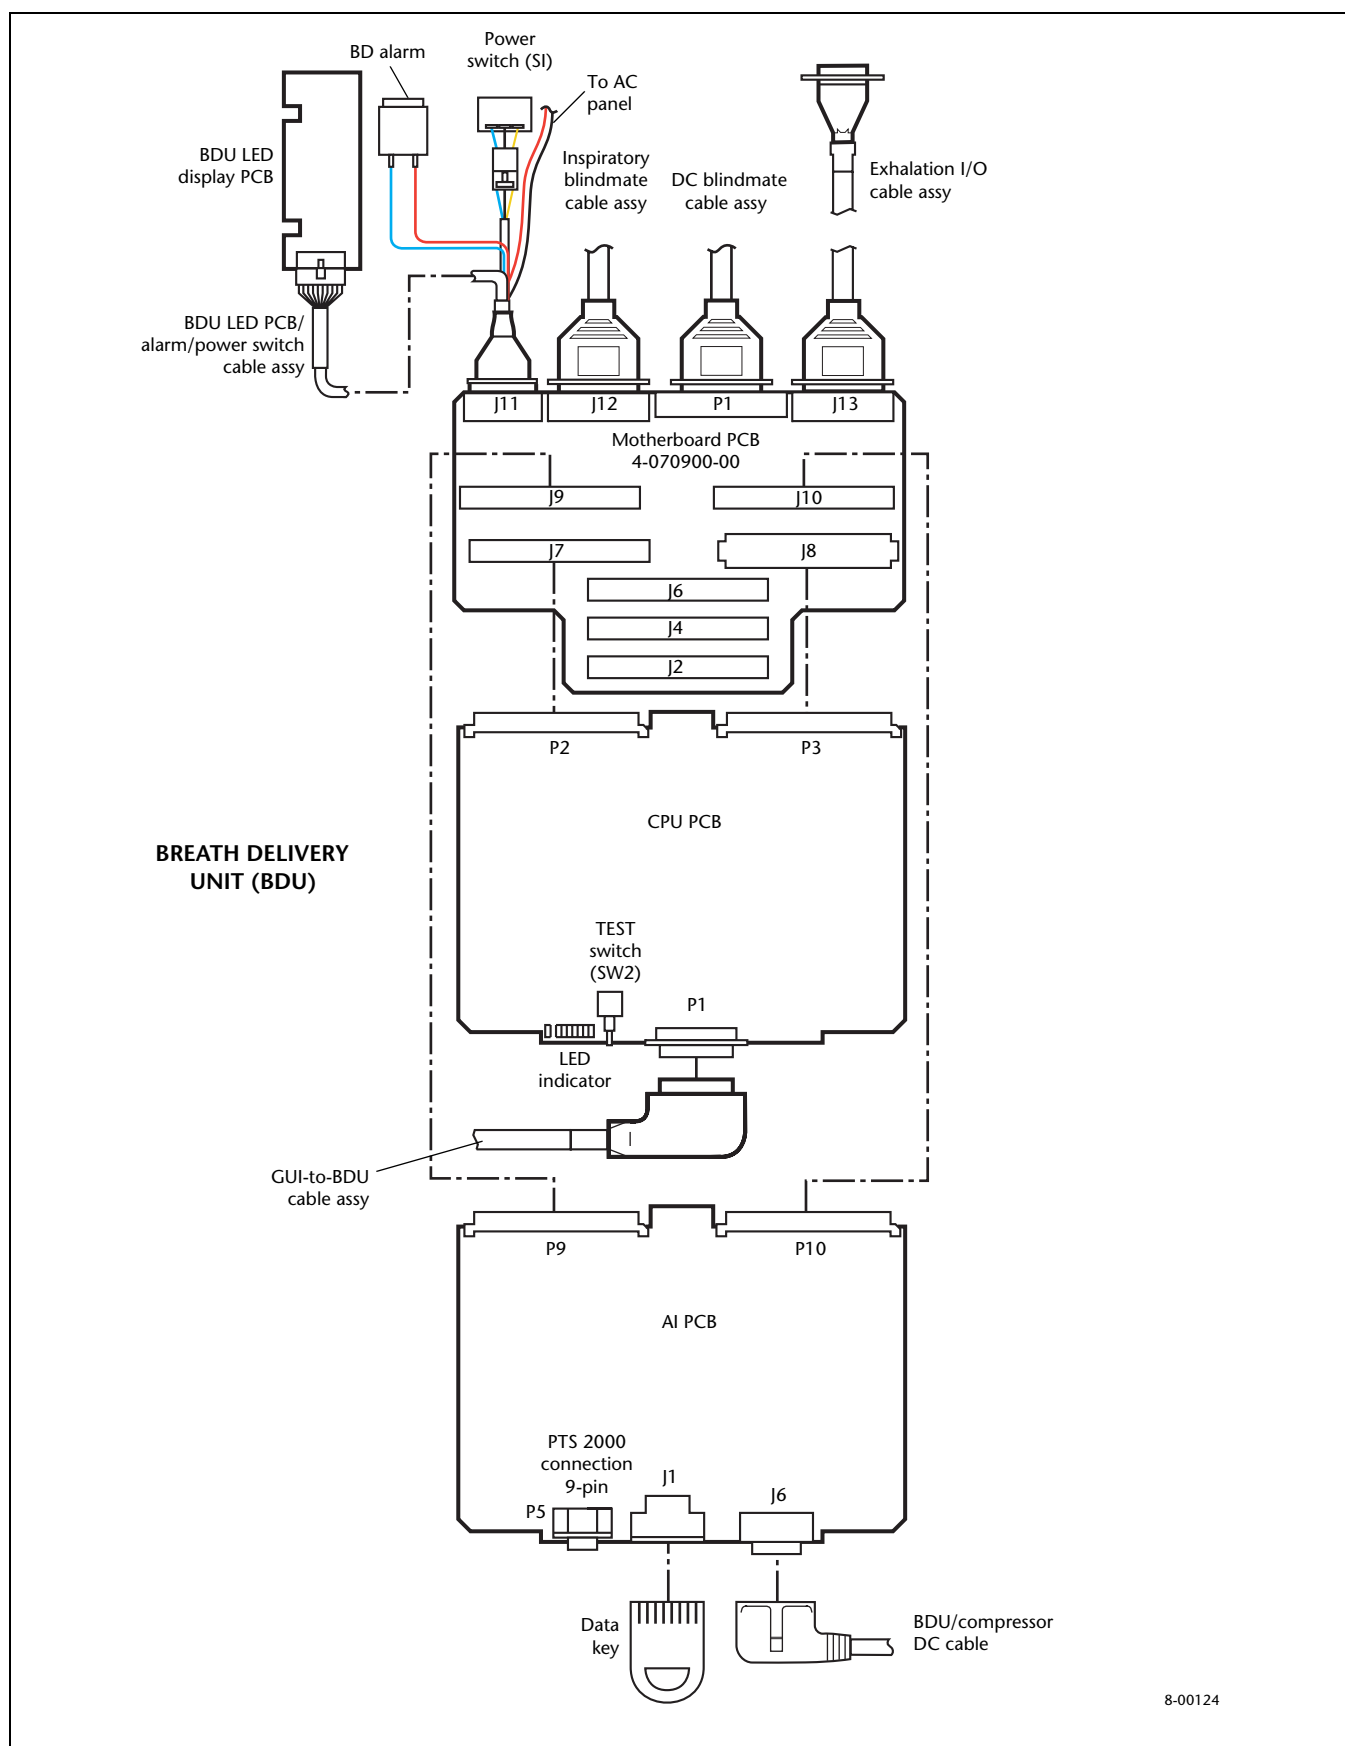 BD alarm
Power
switch (SI)
To AC
panel
BDU LED
display PCB
Inspiratory
blindmate
cable assy
DC blindmate
cable assy
Exhalation I/O
cable assy
BDU LED PCB/
alarm/power switch
cable assy
J11
J12
P1
J13
Motherboard PCB
4-070900-00
J9
J10
J7
J8
J6
J4
J2
P2
P3
CPU PCB
BREATH DELIVERY
UNIT (BDU)
TEST
switch
(SW2)
P1
LED
indicator
GUI-to-BDU
cable assy
P9
P10
AI PCB
PTS 2000
connection
9-pin
P5
J1
J6
Data
key
BDU/compressor
DC cable
8-00124